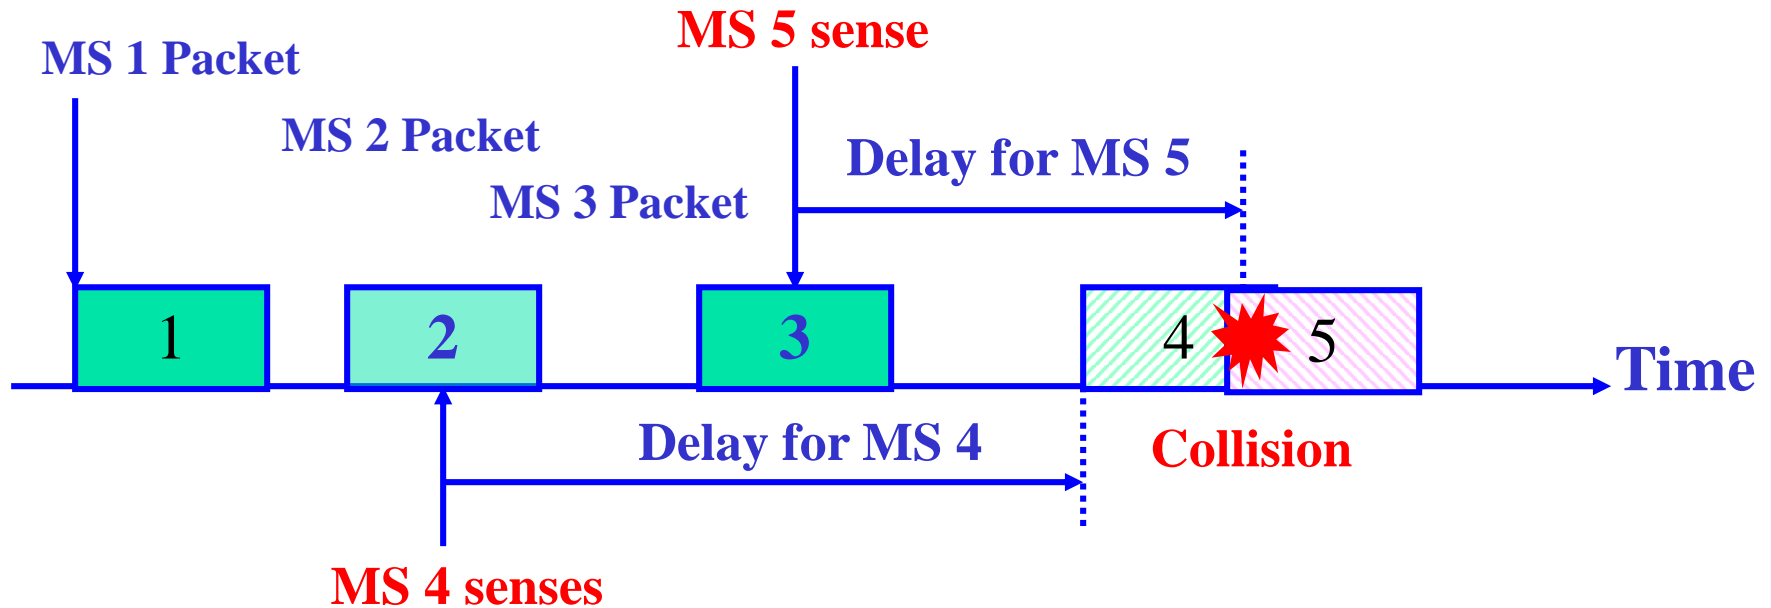 MS 5 sense
MS 1 Packet
MS 2 Packet
Delay for MS 5
MS 3 Packet
1
2
3
4
5
Time
Delay for MS 4
Collision
MS 4 senses